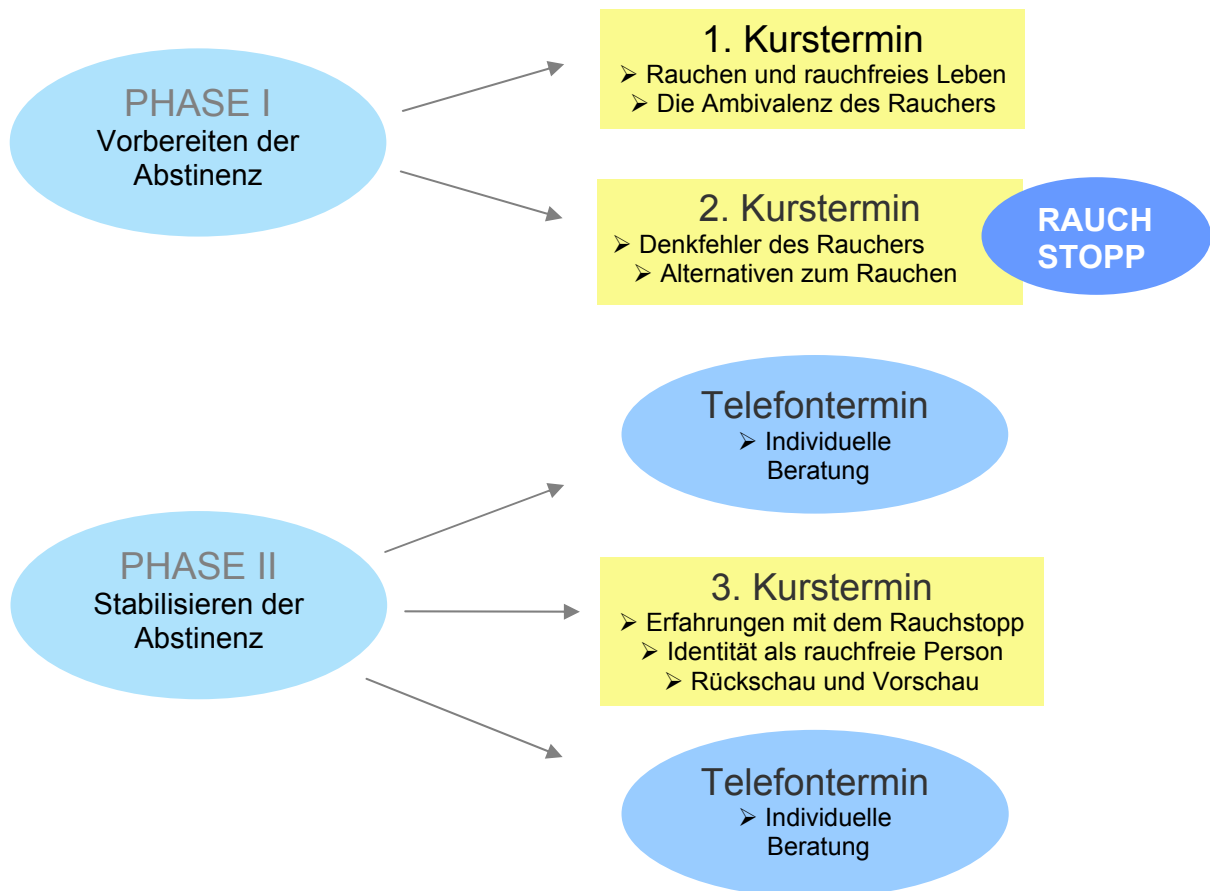 PHASE I
Vorbereiten der
Abstinenz
1. Kurstermin
➢ Rauchen und rauchfreies Leben
➢ Die Ambivalenz des Rauchers
2. Kurstermin
➢ Denkfehler des Rauchers
➢ Alternativen zum Rauchen
RAUCH
STOPP
PHASE II
Stabilisieren der
Abstinenz
Telefontermin
➢ Individuelle
Beratung
3. Kurstermin
➢ Erfahrungen mit dem Rauchstopp
➢ Identität als rauchfreie Person
➢ Rückschau und Vorschau
Telefontermin
➢ Individuelle
Beratung